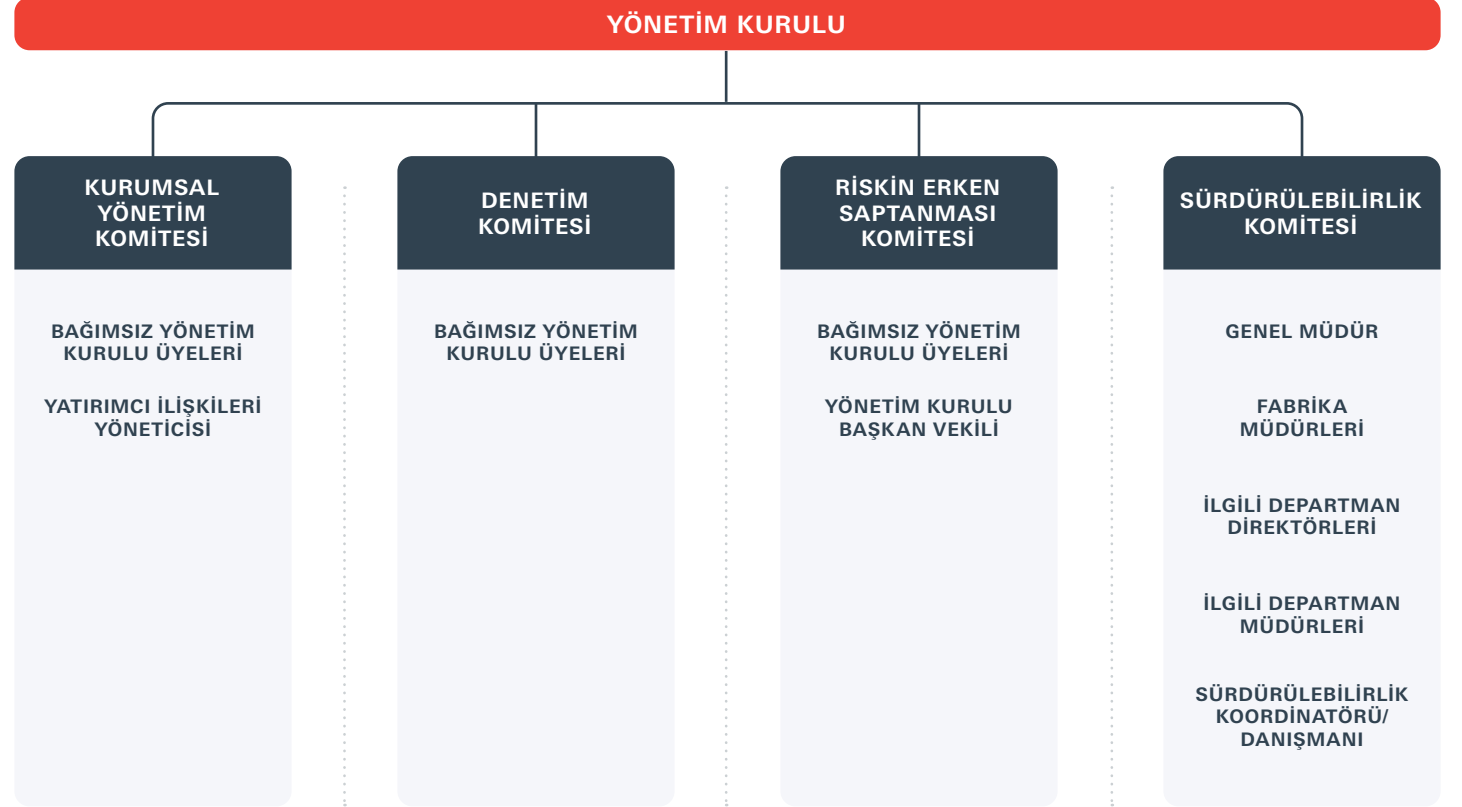 YÖNETİM KURULU
KURUMSAL
YÖNETİM
KOMİTESİ
BAĞIMSIZ YÖNETİM
KURULU ÜYELERİ
YATIRIMCI İLİŞKİLERİ
YÖNETİCİSİ
DENETİM
KOMİTESİ
BAĞIMSIZ YÖNETİM
KURULU ÜYELERİ
RİSKİN ERKEN
SAPTANMASI
KOMİTESİ
BAĞIMSIZ YÖNETİM
KURULU ÜYELERİ
YÖNETİM KURULU
BAŞKAN VEKİLİ
SÜRDÜRÜLEBİLİRLİK
KOMİTESİ
GENEL MÜDÜR
FABRİKA
MÜDÜRLERİ
İLGİLİ DEPARTMAN
DİREKTÖRLERİ
İLGİLİ DEPARTMAN
MÜDÜRLERİ
SÜRDÜRÜLEBİLİRLİK
KOORDİNATÖRÜ/
DANIŞMANI